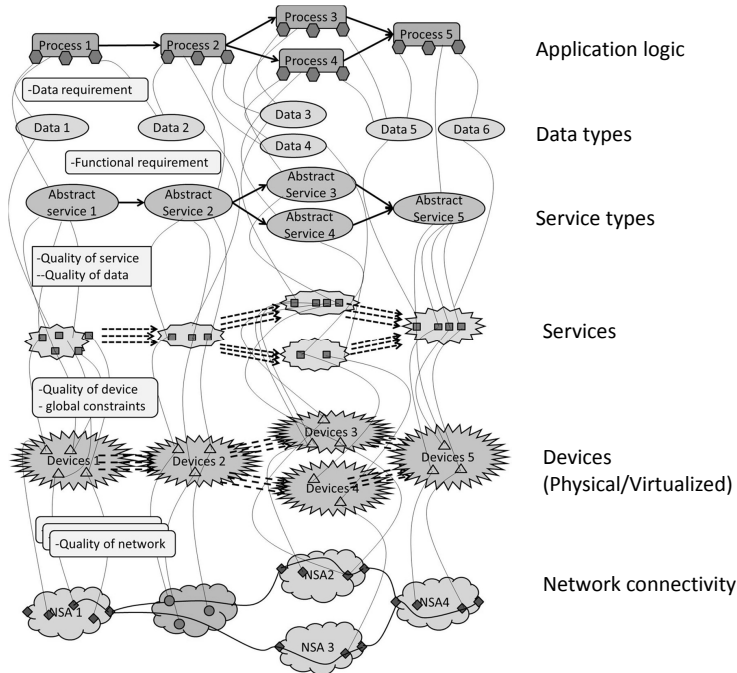 Process 1
Process 2
Process 3
Process 4
Process 5
Application logic
-Data requirement
Data 1
Data 2
Data 3
Data 4
Data 5
Data 6
Data types
-Functional requirement
Abstract
service 1
Abstract
Service 2
Abstract
Service 3
Abstract
Service 4
Abstract
Service 5
Service types
-Quality of service
--Quality of data
Services
-Quality of device
- global constraints
Devices 1
Devices 2
Devices 3
Devices 4
Devices 5
Devices
(Physical/Virtualized)
-Quality of network
NSA 1
NSA2
NSA 3
NSA4
Network connectivity